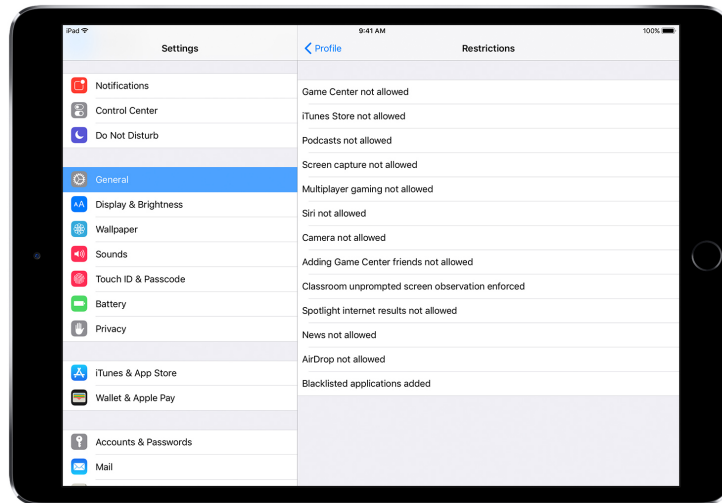 iPad
9:41 AM
100%
Settings
Profile
Restrictions
Notifications
Control Center
Do Not Disturb
General
AA
Display & Brightness
Wallpaper
Sounds
Touch ID & Passcode
Battery
Privacy
iTunes & App Store
Wallet & Apple Pay
Accounts & Passwords
Mail
Game Center not allowed
iTunes Store not allowed
Podcasts not allowed
Screen capture not allowed
Multiplayer gaming not allowed
Siri not allowed
Camera not allowed
Adding Game Center friends not allowed
Classroom unprompted screen observation enforced
Spotlight internet results not allowed
News not allowed
AirDrop not allowed
Blacklisted applications added